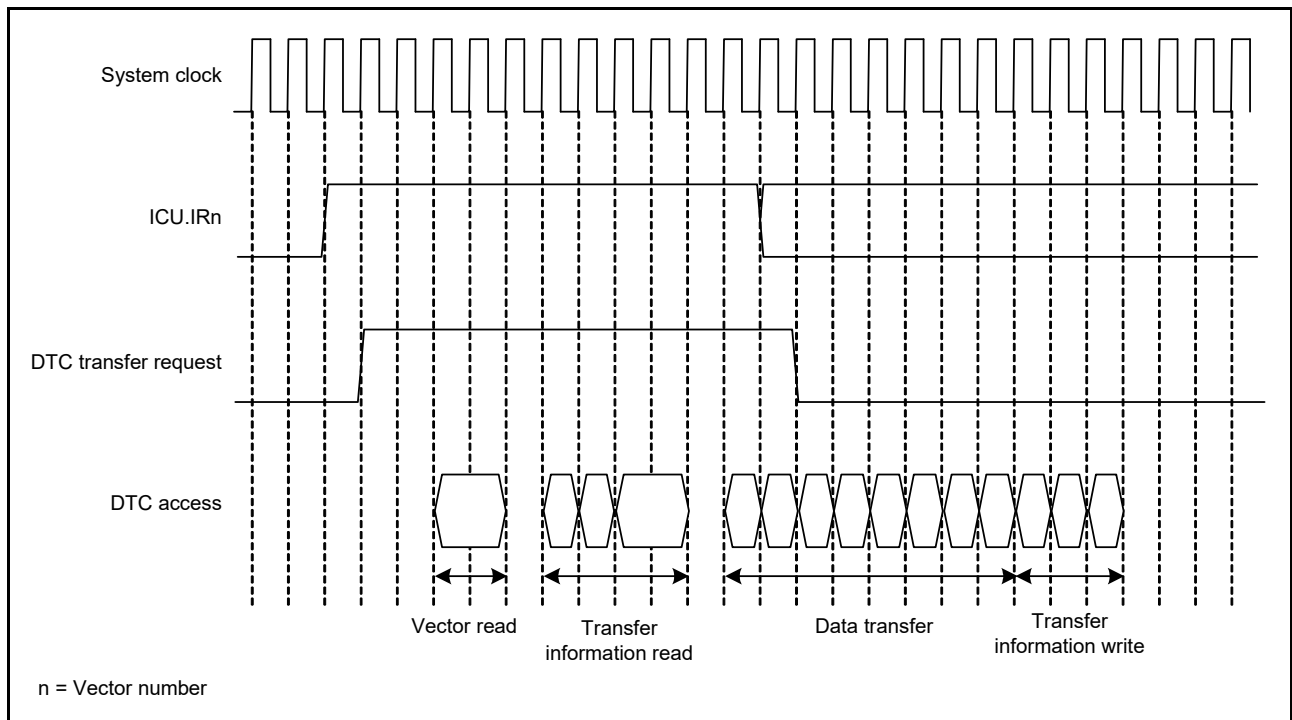 System clock
ICU.IRn
DTC transfer request
DTC access
Vector read
Transfer
information read
Data transfer
Transfer
information write
n = Vector number